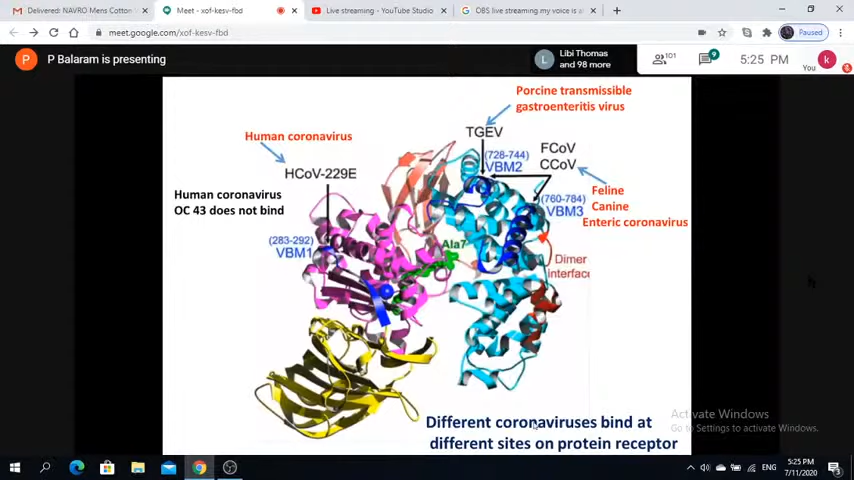 Delivered: NAVRO Mens Cotton V
Meet - xof-kesv-fbd
Live streaming - YouTube Studio
OBS live streaming my voice is a
meet.google.com/xof-kesv-fbd
Paused
P
P Balaram is presenting
L
Libi Thomas
and 98 more
101
9
5:25 PM
You
k
Porcine transmissible
gastroenteritis virus
Human coronavirus
TGEV
HCoV-229E
(728-744)
VBM2
FCoV
CCoV
Human coronavirus
OC 43 does not bind
Feline
Canine
Enteric coronavirus
(760-784)
VBM3
(283-292)
VBM1
Ala7
Dimer
Interface
Different coronaviruses bind at
different sites on protein receptor
Activate Windows
Go to Settings to activate Windows.
ENG
5:25 PM
7/11/2020
3